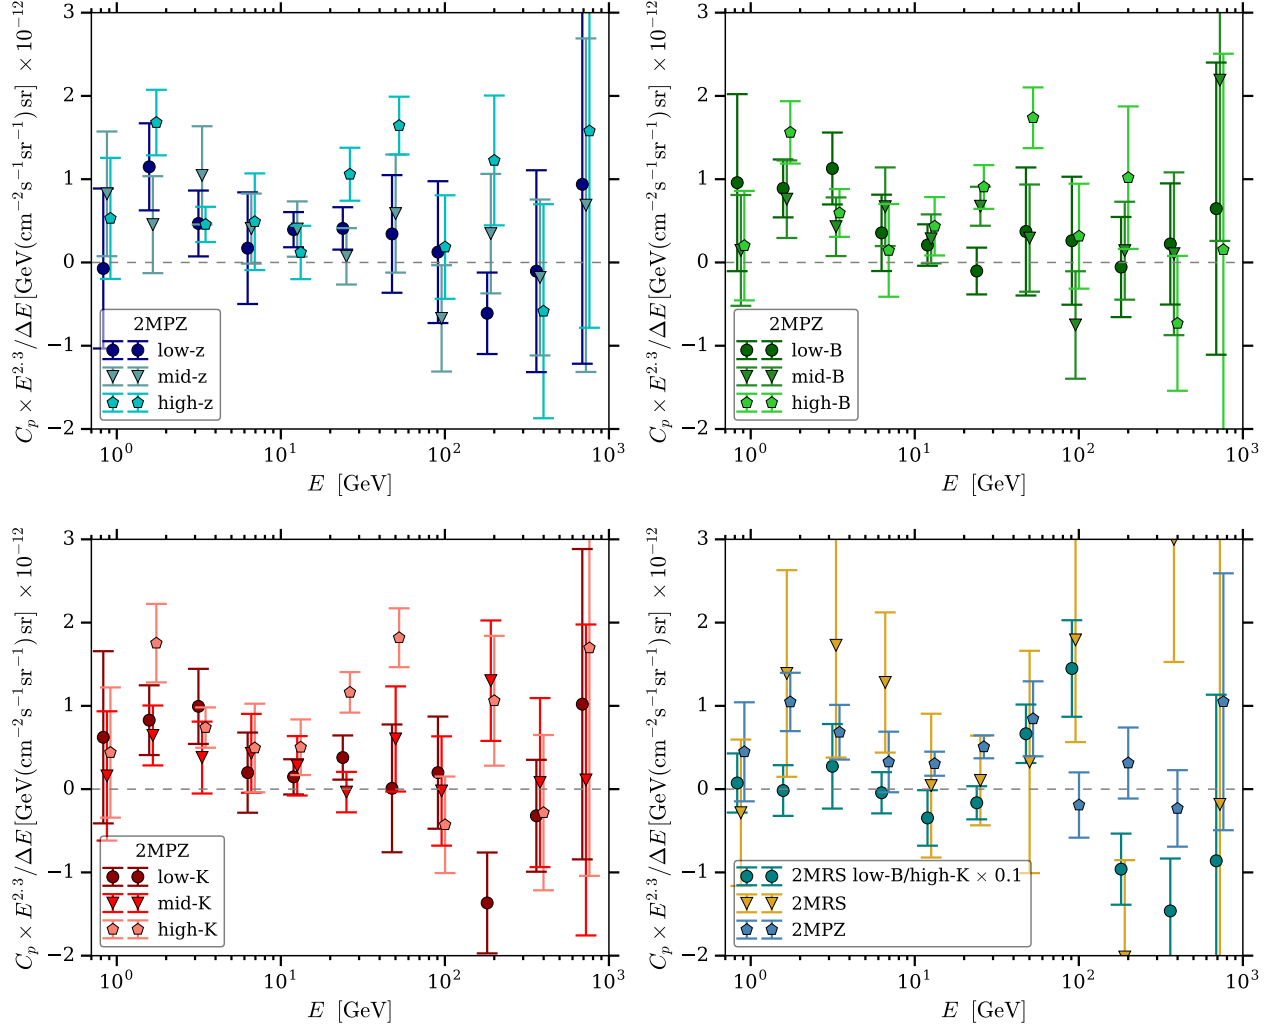 C_p × E^2.3/ΔE [GeV(cm^−2 s^−1 sr^−1) sr] ×10^−12
3
2
1
0
−1
−2
2MPZ
low-z
mid-z
high-z
10^0 10^1 10^2 10^3
E [GeV]
C_p × E^2.3/ΔE [GeV(cm^−2 s^−1 sr^−1) sr] ×10^−12
3
2
1
0
−1
−2
2MPZ
low-B
mid-B
high-B
10^0 10^1 10^2 10^3
E [GeV]
C_p × E^2.3/ΔE [GeV(cm^−2 s^−1 sr^−1) sr] ×10^−12
3
2
1
0
−1
−2
2MPZ
low-K
mid-K
high-K
10^0 10^1 10^2 10^3
E [GeV]
C_p × E^2.3/ΔE [GeV(cm^−2 s^−1 sr^−1) sr] ×10^−12
3
2
1
0
−1
−2
2MRS low-B/high-K × 0.1
2MRS
2MPZ
10^0 10^1 10^2 10^3
E [GeV]